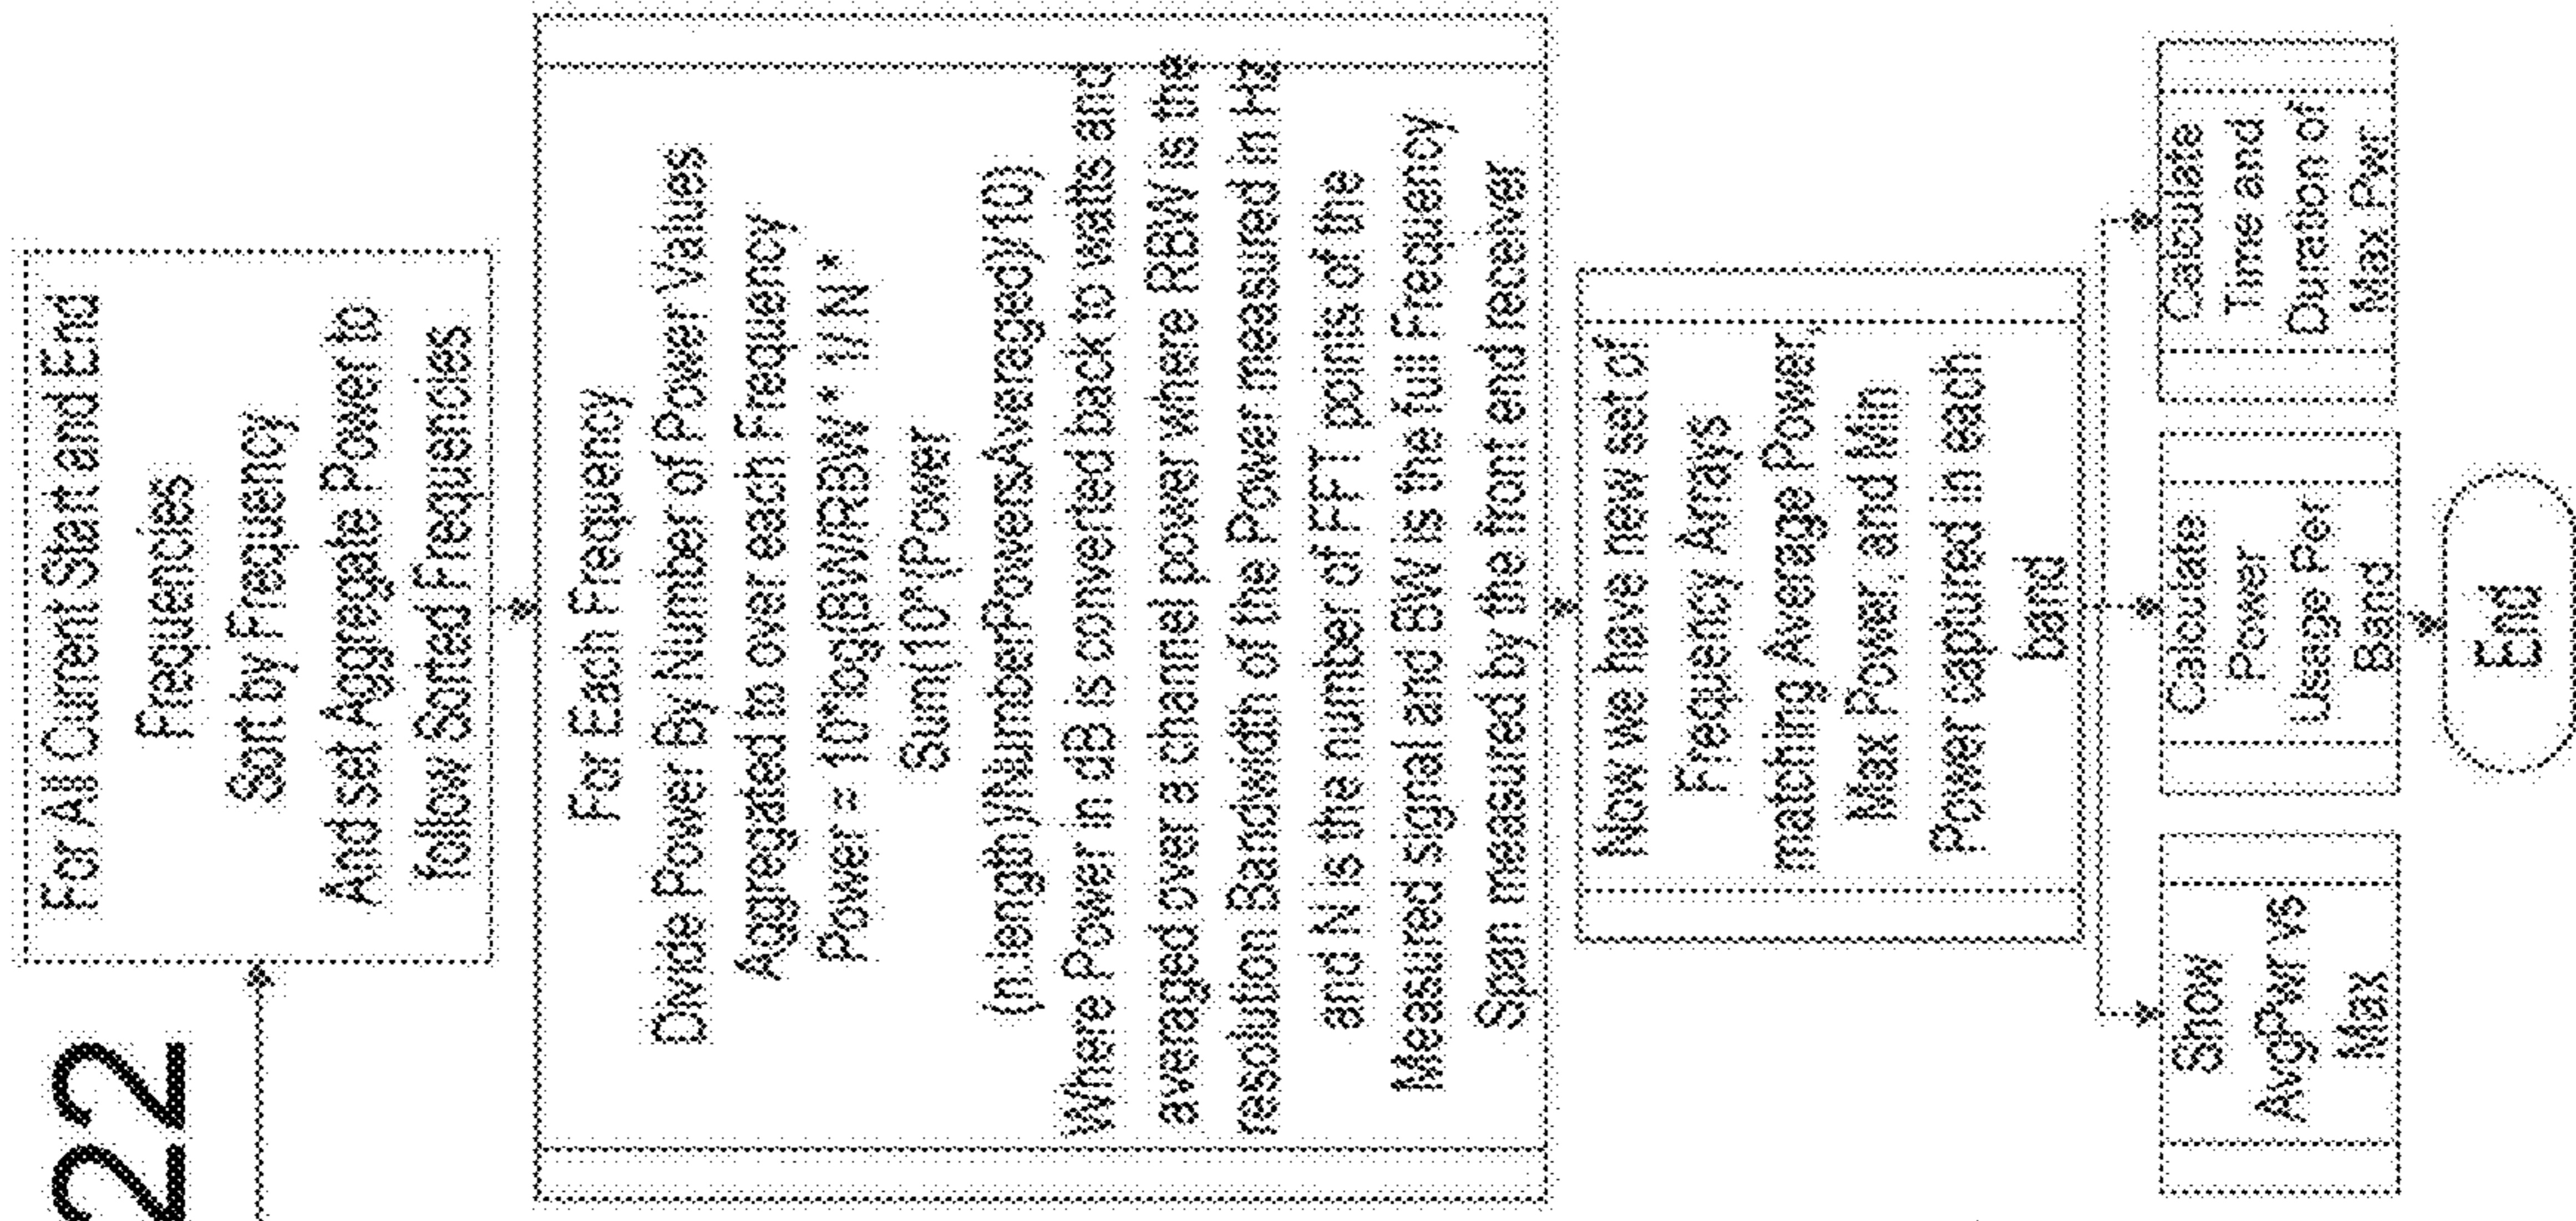 22
For All Current Start and End
Frequencies
Sort by Frequency
And set Aggregate Power to
follow Sorted Frequencies
For Each Frequency
Divide Power By Number of Power Values
Aggregated to over each Frequency
Power = 10*log(BW/RBW * 1/ N *
Sum(10^(Power
(n.length)/NumberPowersAveraged)/10)
Where Power in dB is converted back to watts and
averaged over a channel power where RBW is the
resolution Bandwidth of the Power measured in Hz
and N is the number of FFT points of the
Measured signal and BW is the full Frequency
Span measured by the front end receiver
Now we have new set of
Frequency Arrays
matching Average Power,
Max Power, and Min
Power captured in each
band
Show
AvgPwr vs
Max
Calculate
Power
Usage Per
Band
Calculate
Time and
Duration of
Max Pwr
End